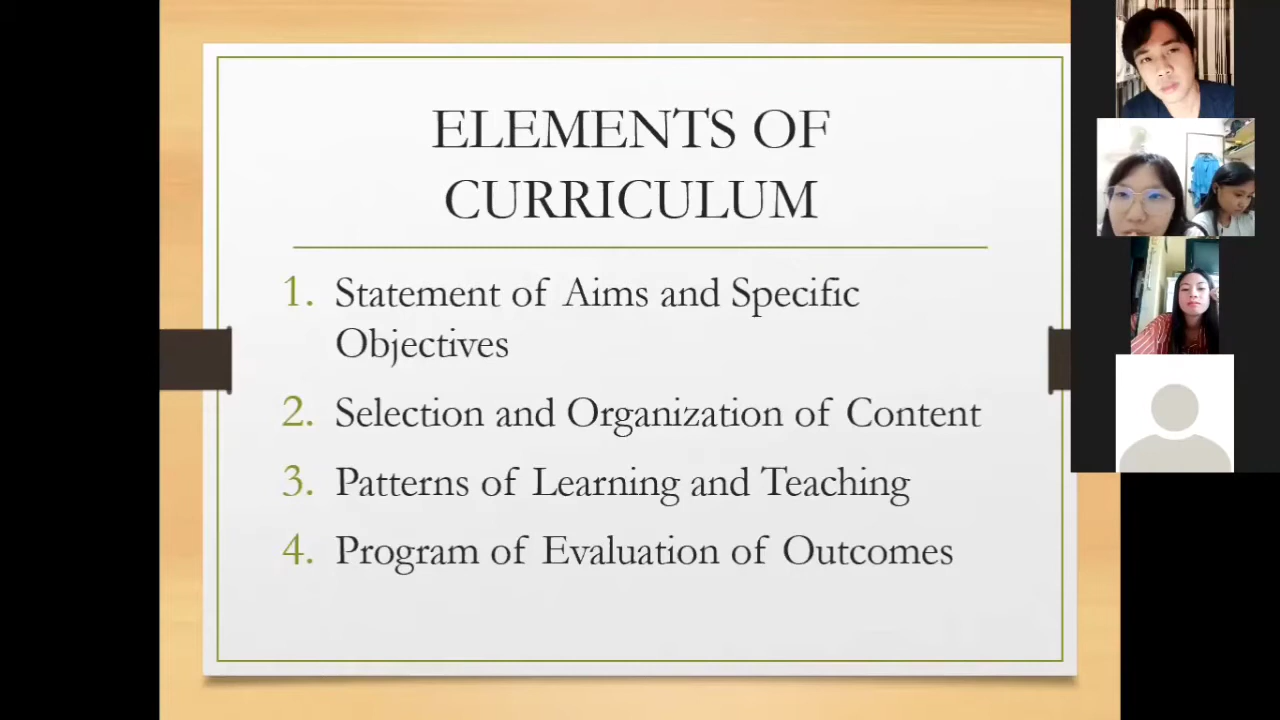 ELEMENTS OF
CURRICULUM
1. Statement of Aims and Specific
Objectives
2. Selection and Organization of Content
3. Patterns of Learning and Teaching
4. Program of Evaluation of Outcomes